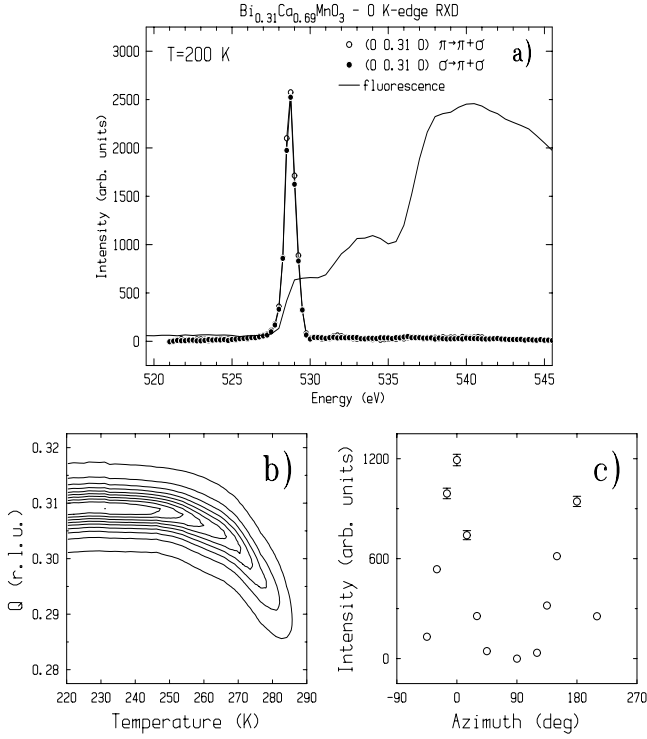 Bi0.31Ca0.69MnO3 - O K-edge RXD
T=200 K
(0 0.31 0) π→π+σ
(0 0.31 0) σ→π+σ
fluorescence
a)
Intensity (arb. units)
3000
2500
2000
1500
1000
500
0
520 525 530 535 540 545
Energy (eV)
b)
Q (r.l.u.)
0.32
0.31
0.30
0.29
0.28
220 230 240 250 260 270 280 290
Temperature (K)
c)
Intensity (arb. units)
1200
600
0
-90 0 90 180 270
Azimuth (deg)